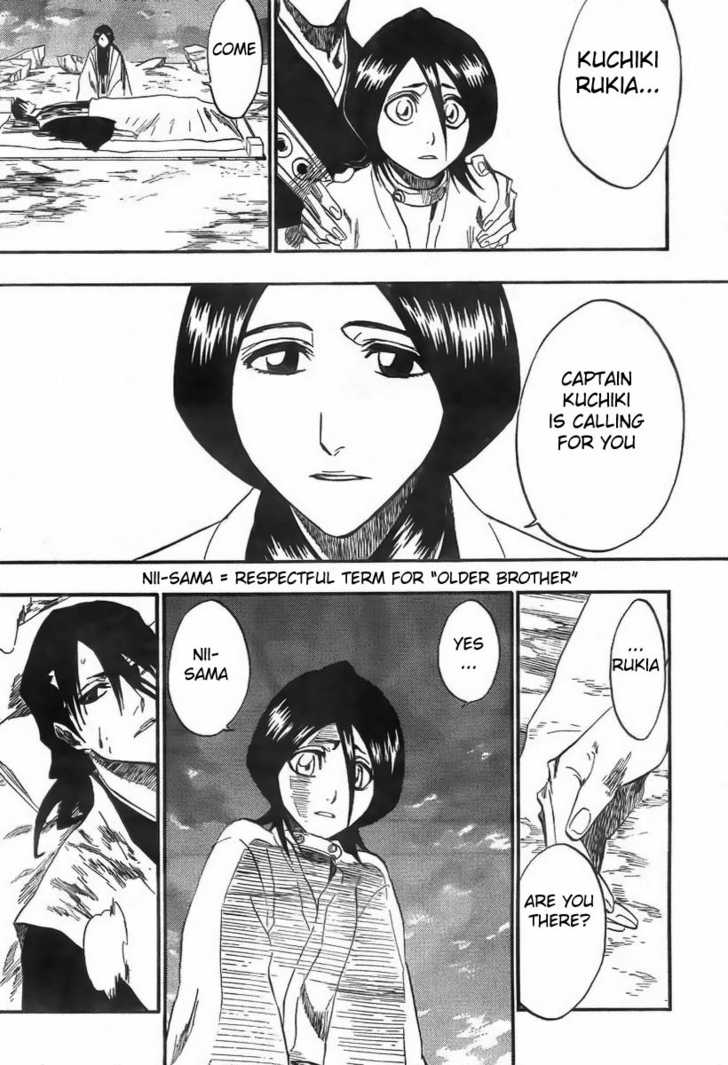 KUCHIKI
RUKIA...
COME
CAPTAIN
KUCHIKI
IS CALLING
FOR YOU
NII-SAMA = RESPECTFUL TERM FOR "OLDER BROTHER"
...
RUKIA
ARE YOU
THERE?
YES
...
NII-
SAMA